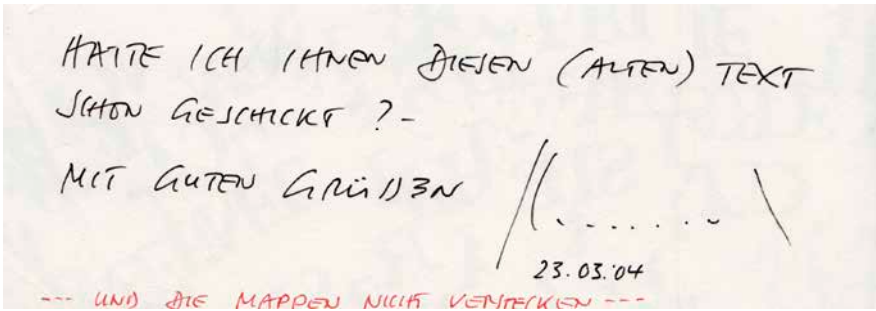 HATTE ICH IHNEN DIESEN (ALTEN) TEXT
SCHON GESCHICKT ? -
MIT GUTEN GRÜSSEN
23.03.'04
--- UND DIE MAPPEN NICHT VERSTECKEN ---